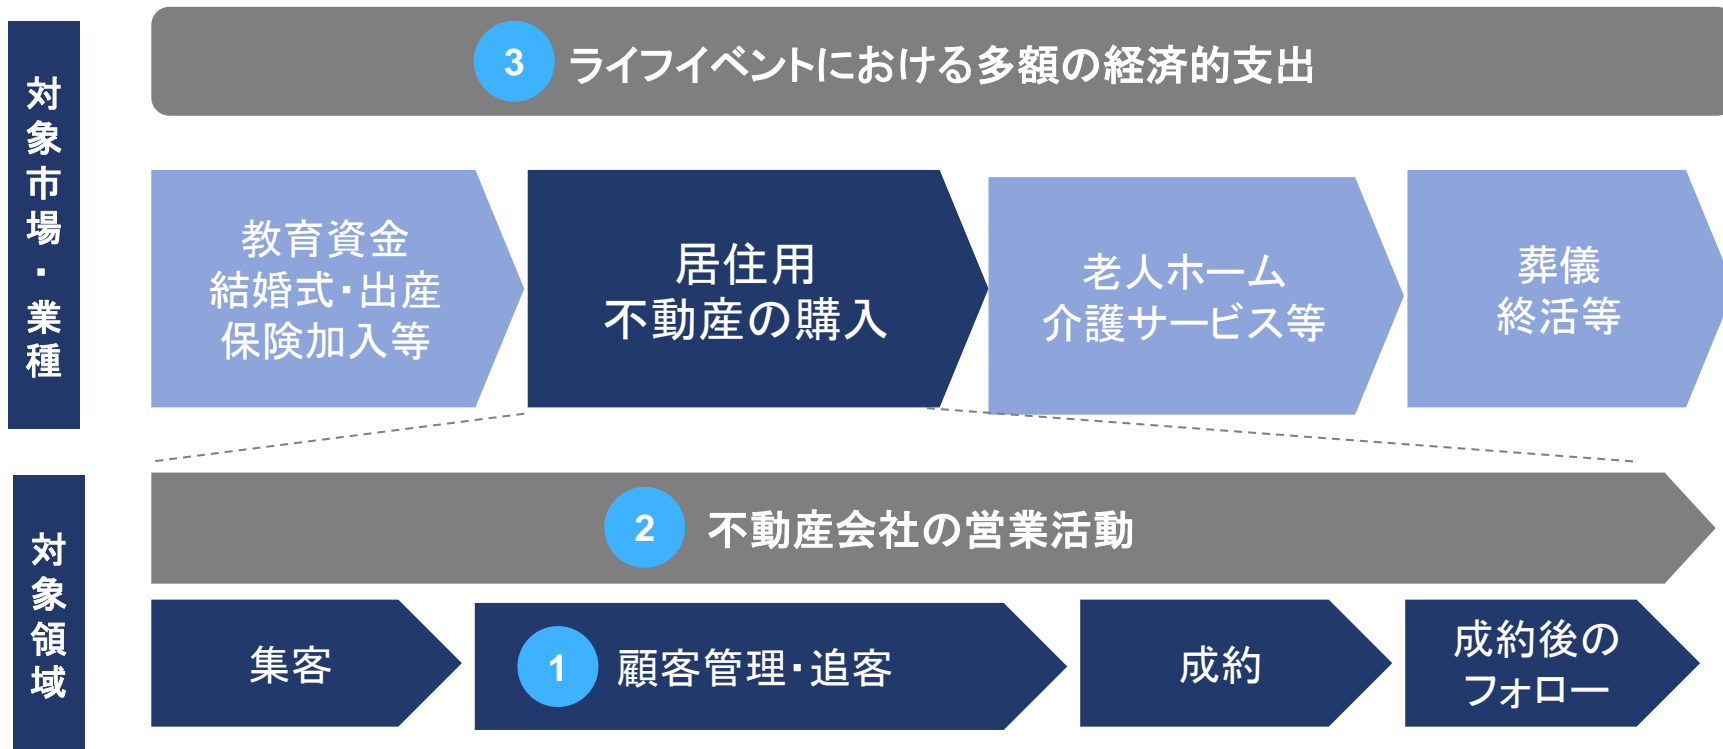 対象市場・業種
3 ライフイベントにおける多額の経済的支出
教育資金
結婚式・出産
保険加入等
居住用
不動産の購入
老人ホーム
介護サービス等
葬儀
終活等
対象領域
2 不動産会社の営業活動
集客
1 顧客管理・追客
成約
成約後の
フォロー